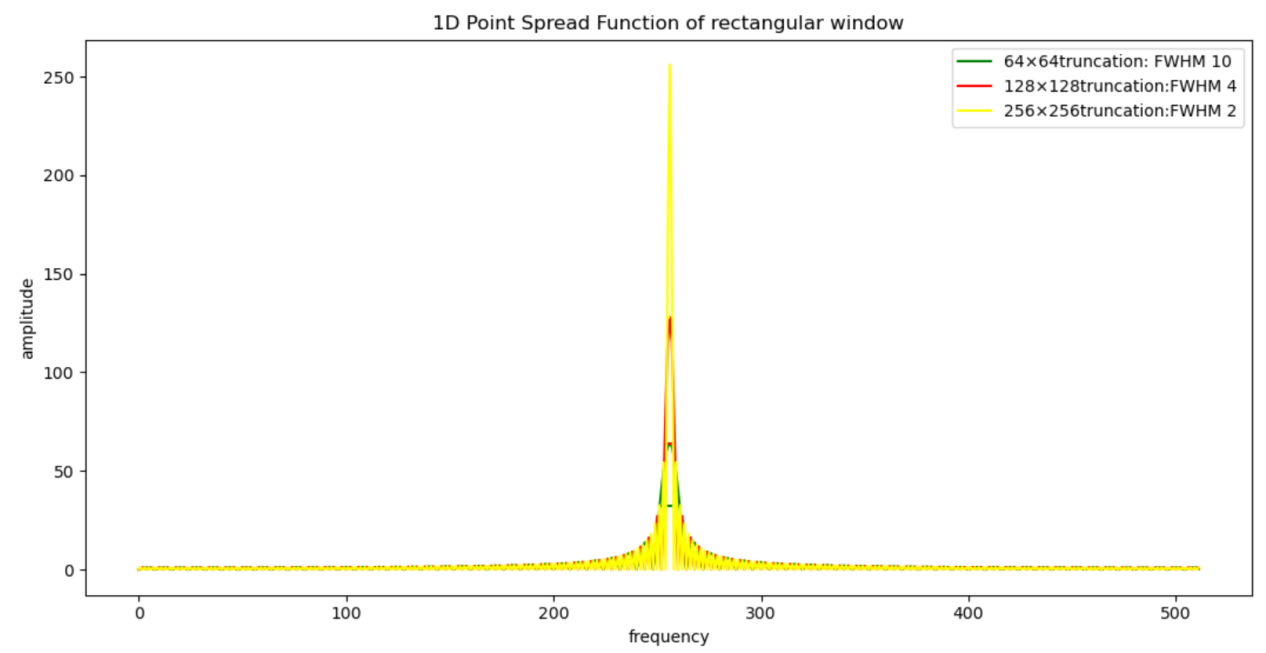 1D Point Spread Function of rectangular window
64×64truncation: FWHM 10
128×128truncation:FWHM 4
256×256truncation:FWHM 2
250
200
150
100
50
0
amplitude
0 100 200 300 400 500
frequency